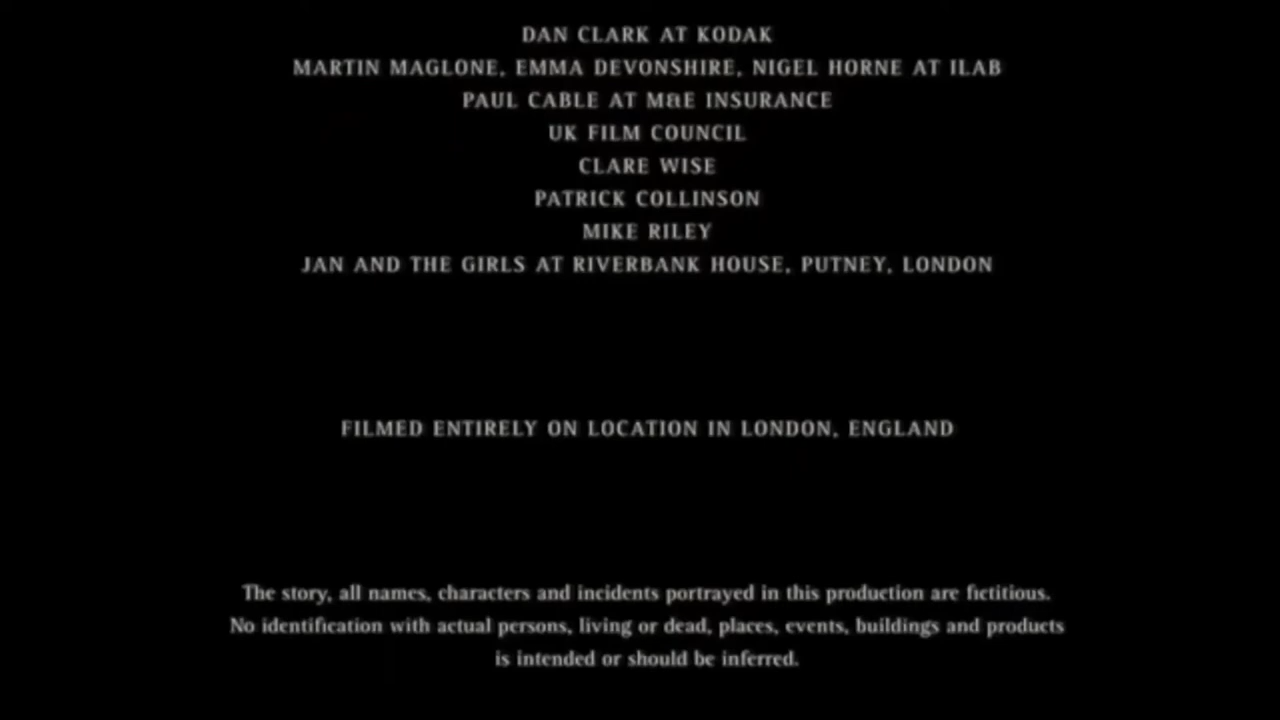 DAN CLARK AT KODAK
MARTIN MAGLONE, EMMA DEVONSHIRE, NIGEL HORNE AT ILAB
PAUL CABLE AT M&E INSURANCE
UK FILM COUNCIL
CLARE WISE
PATRICK COLLINSON
MIKE RILEY
JAN AND THE GIRLS AT RIVERBANK HOUSE, PUTNEY, LONDON
FILMED ENTIRELY ON LOCATION IN LONDON, ENGLAND
The story, all names, characters and incidents portrayed in this production are fictitious.
No identification with actual persons, living or dead, places, events, buildings and products
is intended or should be inferred.